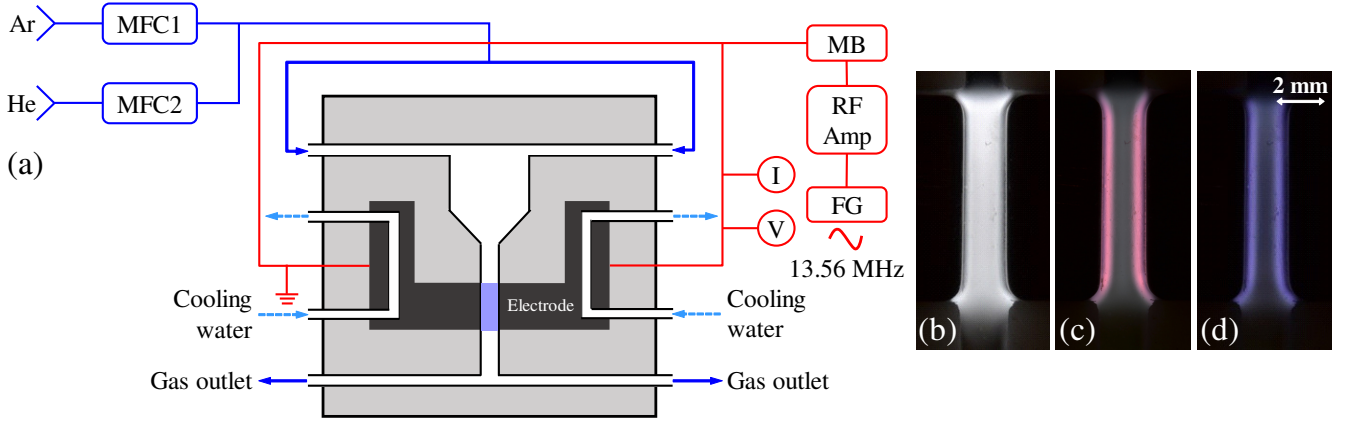 Ar
MFC1
He
MFC2
(a)
MB
RF
Amp
I
FG
V
13.56 MHz
Cooling
water
Electrode
Cooling
water
Gas outlet
Gas outlet
2 mm
(b)
(c)
(d)